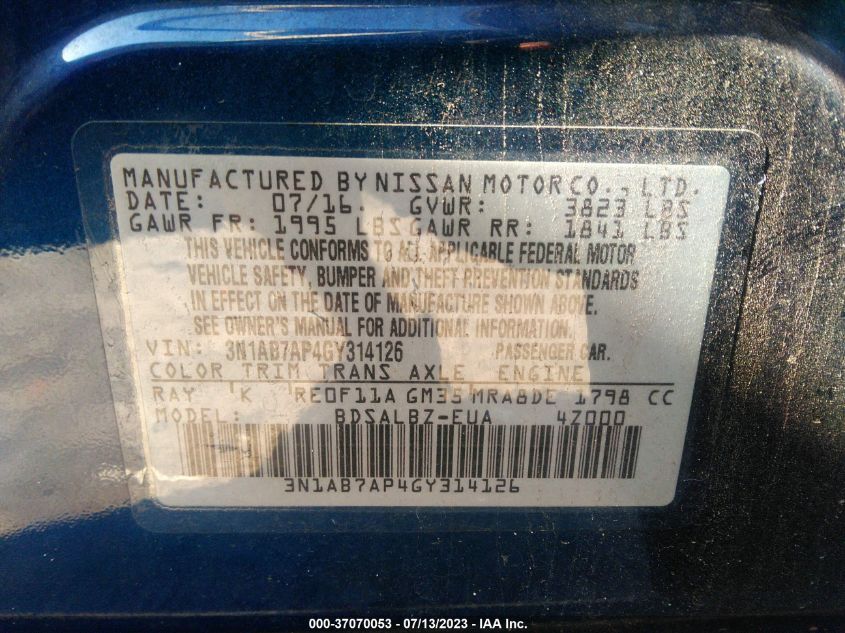 MANUFACTURED BY NISSAN MOTOR CO., LTD.
DATE: 07/16 GVWR: 3823 LBS
GAWR FR: 1995 LBS GAWR RR: 1841 LBS
THIS VEHICLE CONFORMS TO ALL APPLICABLE FEDERAL MOTOR
VEHICLE SAFETY, BUMPER AND THEFT PREVENTION STANDARDS
IN EFFECT ON THE DATE OF MANUFACTURE SHOWN ABOVE.
SEE OWNER'S MANUAL FOR ADDITIONAL INFORMATION.
VIN: 3N1AB7AP4GY314126 PASSENGER CAR.
COLOR TRIM TRANS AXLE ENGINE
RAY K RE0F11A GM35 MRA8DE 1798 CC
MODEL: BDSALBZ-EUA 4Z000
3N1AB7AP4GY314126
000-37070053 - 07/13/2023 - IAA Inc.